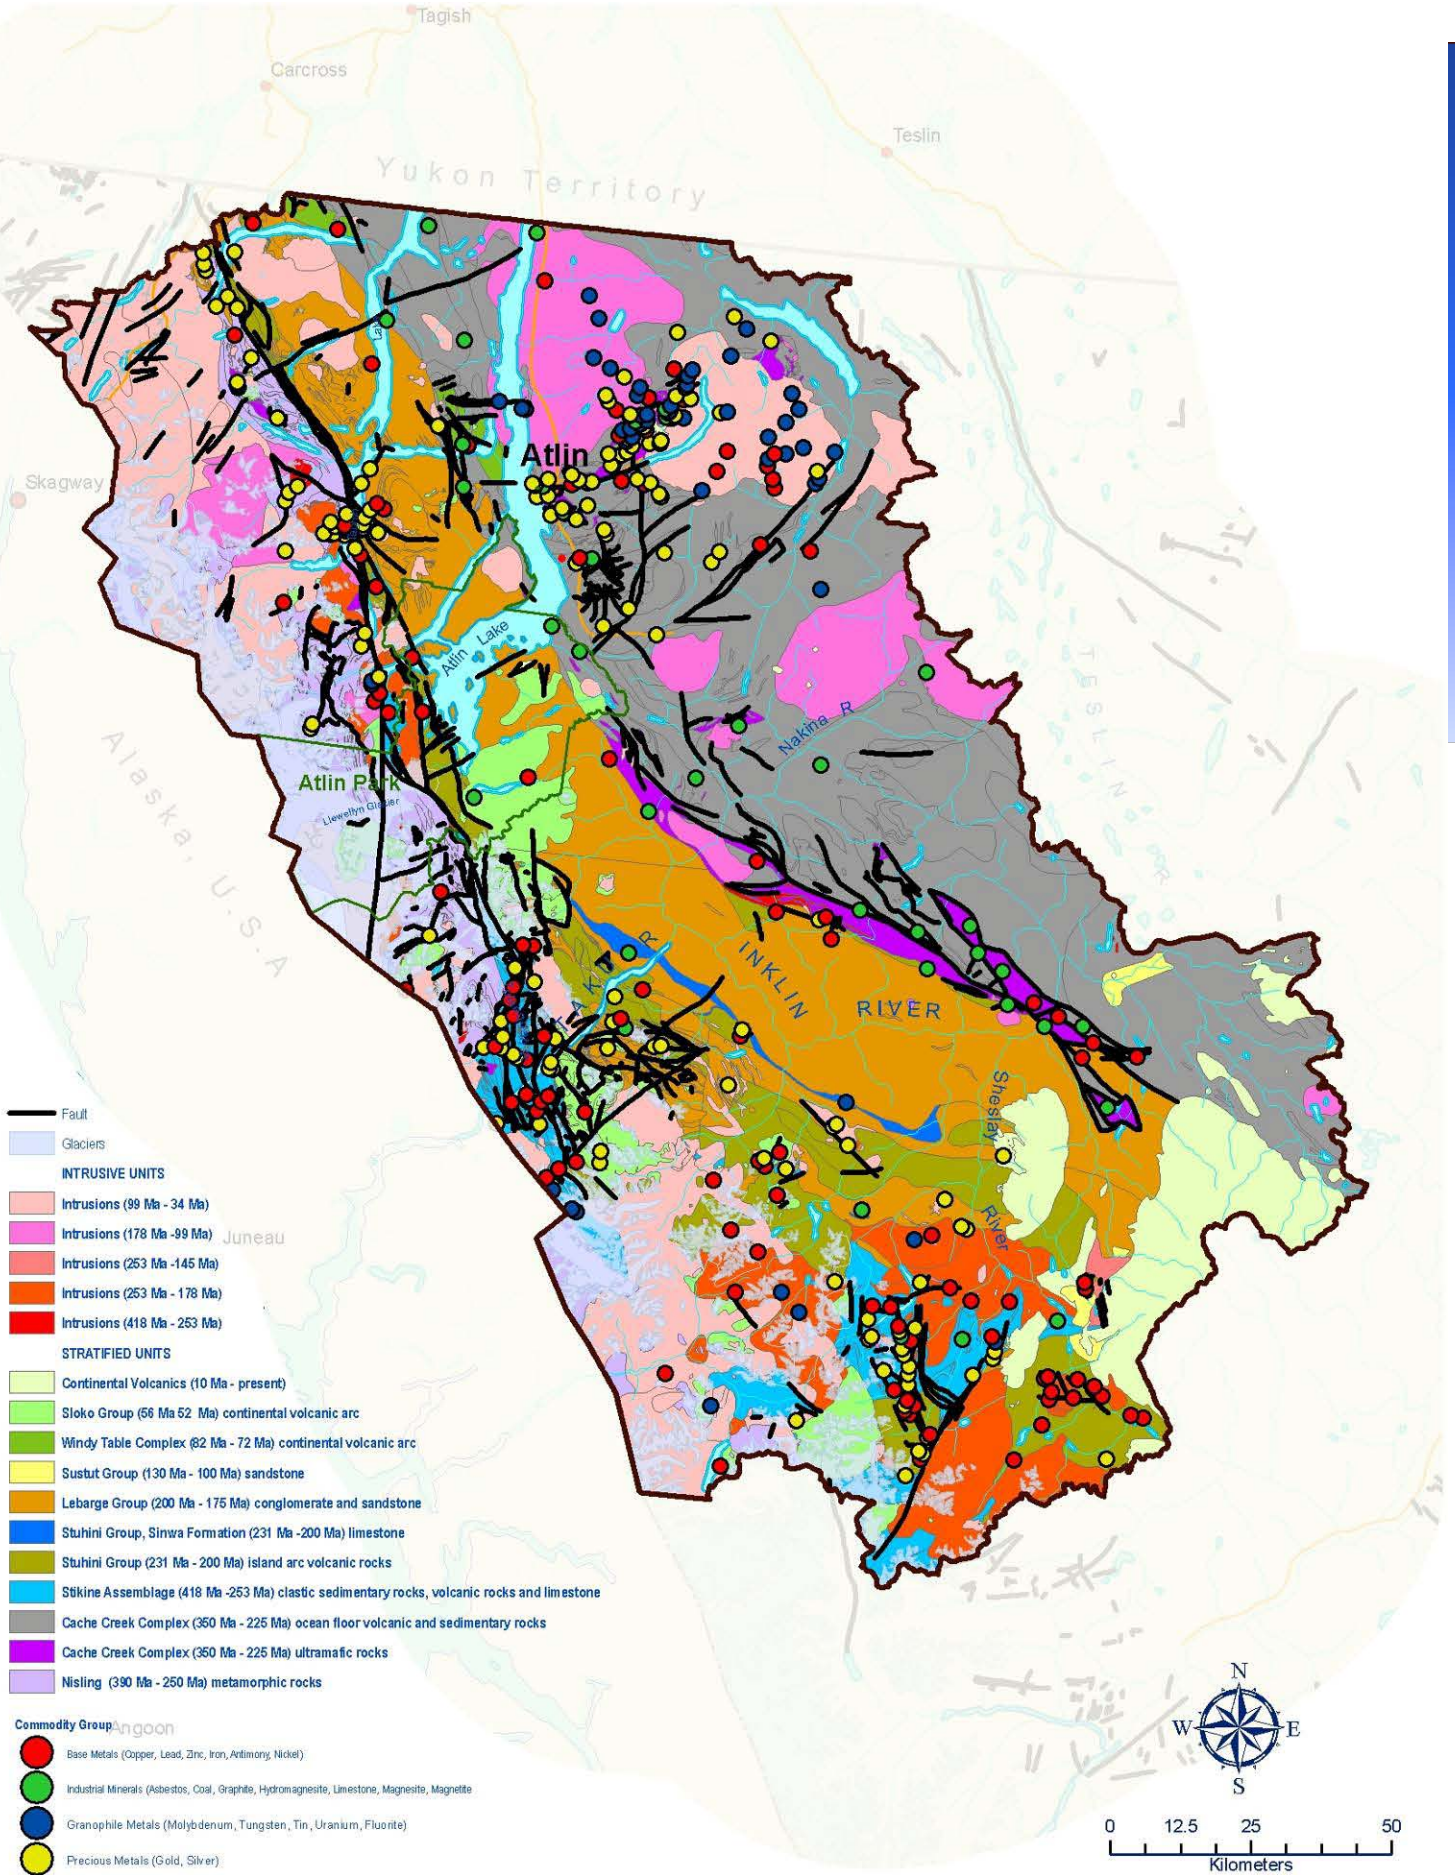 Tagish
Carcross
Teslin
Yukon Territory
Skagway
Atlin
Atlin Lake
Nakina R
TESLIN R
Alaska, U.S.A
Atlin Park
Llewellyn Glacier
TAKU R
INKLIN
RIVER
Sheslay
River
Fault
Glaciers
INTRUSIVE UNITS
Intrusions (99 Ma - 34 Ma)
Intrusions (178 Ma -99 Ma)
Juneau
Intrusions (253 Ma -145 Ma)
Intrusions (253 Ma - 178 Ma)
Intrusions (418 Ma - 253 Ma)
STRATIFIED UNITS
Continental Volcanics (10 Ma - present)
Sloko Group (56 Ma 52  Ma) continental volcanic arc
Windy Table Complex (82 Ma - 72 Ma) continental volcanic arc
Sustut Group (130 Ma - 100 Ma) sandstone
Lebarge Group (200 Ma - 175 Ma) conglomerate and sandstone
Stuhini Group, Sinwa Formation (231 Ma -200 Ma) limestone
Stuhini Group (231 Ma - 200 Ma) island arc volcanic rocks
Stikine Assemblage (418 Ma -253 Ma) clastic sedimentary rocks, volcanic rocks and limestone
Cache Creek Complex (350 Ma - 225 Ma) ocean floor volcanic and sedimentary rocks
Cache Creek Complex (350 Ma - 225 Ma) ultramafic rocks
Nisling (390 Ma - 250 Ma) metamorphic rocks
Commodity Group
Angoon
Base Metals (Copper, Lead, Zinc, Iron, Antimony, Nickel)
Industrial Minerals (Asbestos, Coal, Graphite, Hydromagnesite, Limestone, Magnesite, Magnetite
Granophile Metals (Molybdenum, Tungsten, Tin, Uranium, Fluorite)
Precious Metals (Gold, Silver)
N
W
E
S
0 12.5 25 50
Kilometers